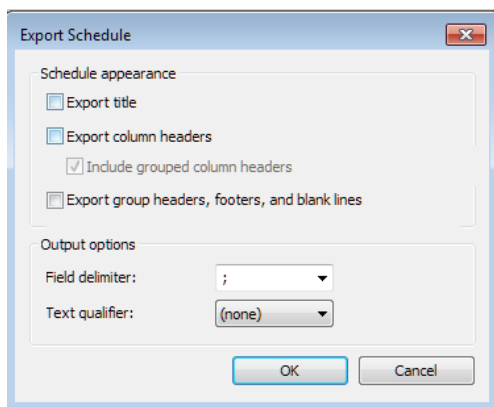 Export Schedule
Schedule appearance
Export title
Export column headers
Include grouped column headers
Export group headers, footers, and blank lines
Output options
Field delimiter: ;
Text qualifier: (none)
OK Cancel